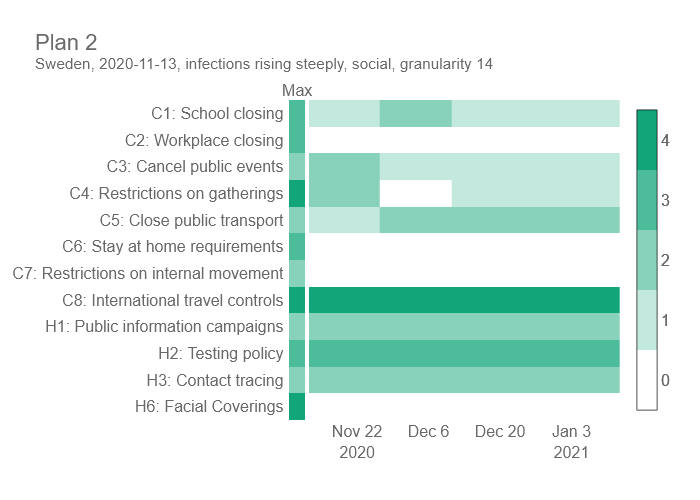 Plan 2
Sweden, 2020-11-13, infections rising steeply, social, granularity 14
Max
C1: School closing
C2: Workplace closing
C3: Cancel public events
C4: Restrictions on gatherings
C5: Close public transport
C6: Stay at home requirements
C7: Restrictions on internal movement
C8: International travel controls
H1: Public information campaigns
H2: Testing policy
H3: Contact tracing
H6: Facial Coverings
4
3
2
1
0
Nov 22 Dec 6 Dec 20 Jan 3
2020 2021